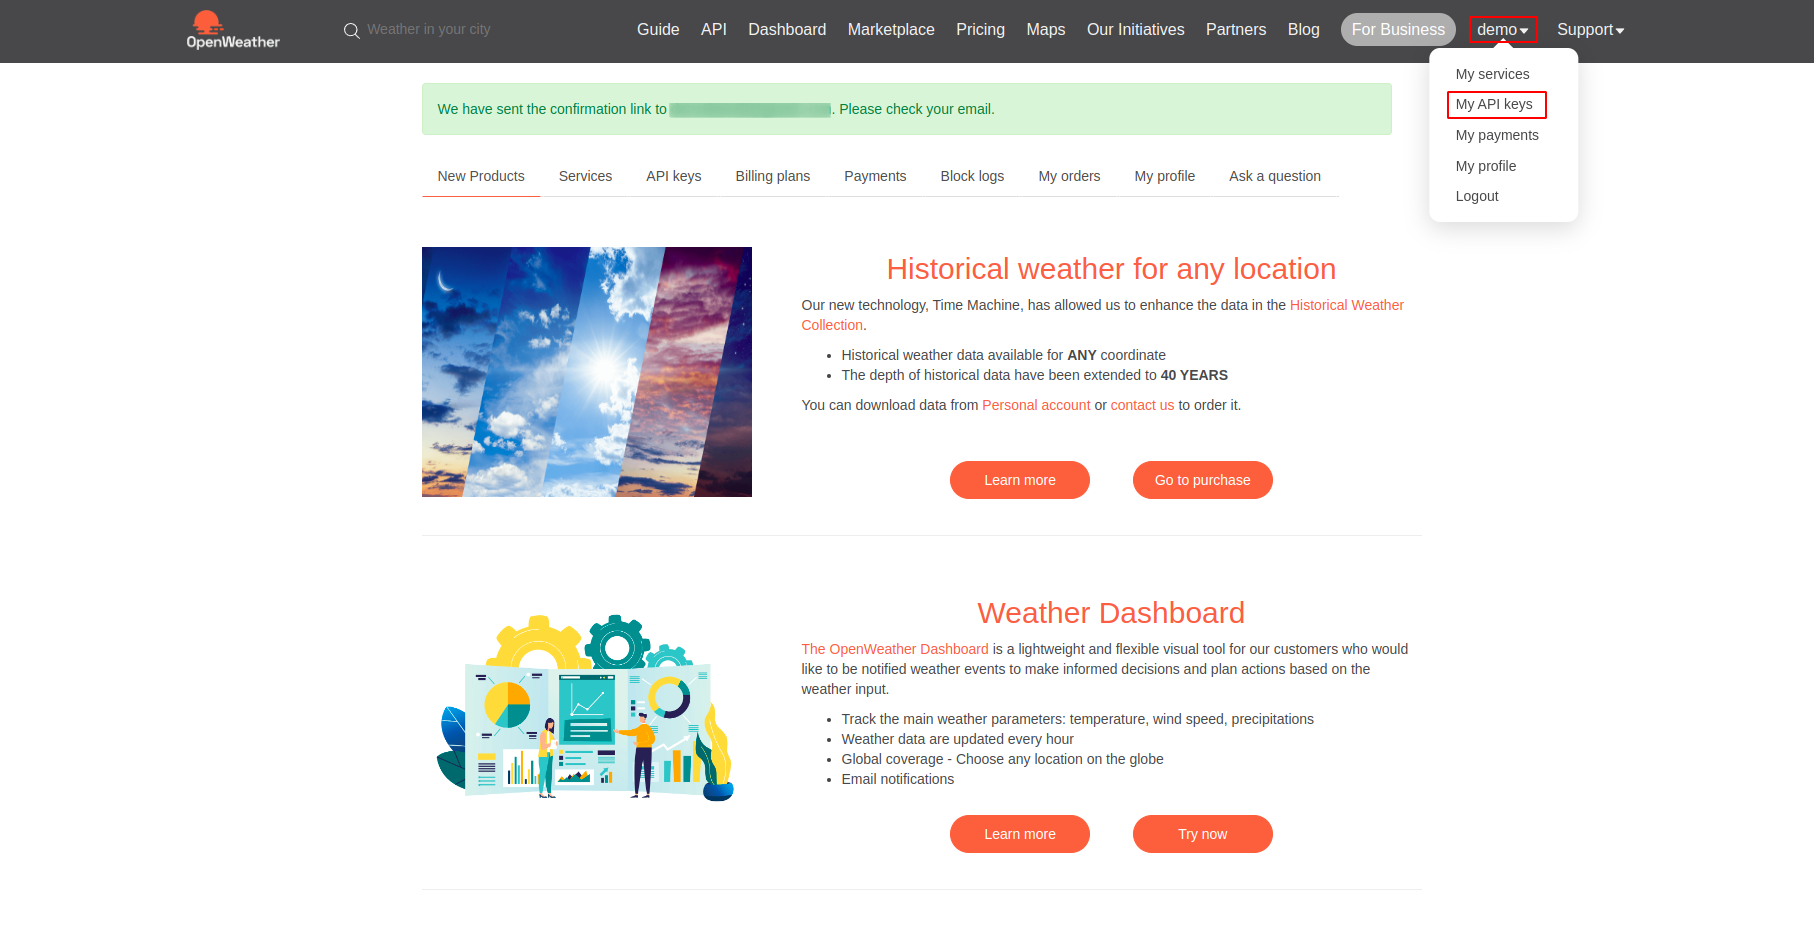 OpenWeather
Weather in your city
Guide API Dashboard Marketplace Pricing Maps Our Initiatives Partners Blog For Business demo Support
My services
My API keys
My payments
My profile
Logout
We have sent the confirmation link to . Please check your email.
New Products Services API keys Billing plans Payments Block logs My orders My profile Ask a question
Historical weather for any location
Our new technology, Time Machine, has allowed us to enhance the data in the Historical Weather
Collection.
• Historical weather data available for ANY coordinate
• The depth of historical data have been extended to 40 YEARS
You can download data from Personal account or contact us to order it.
Learn more Go to purchase
Weather Dashboard
The OpenWeather Dashboard is a lightweight and flexible visual tool for our customers who would
like to be notified weather events to make informed decisions and plan actions based on the
weather input.
• Track the main weather parameters: temperature, wind speed, precipitations
• Weather data are updated every hour
• Global coverage - Choose any location on the globe
• Email notifications
Learn more Try now